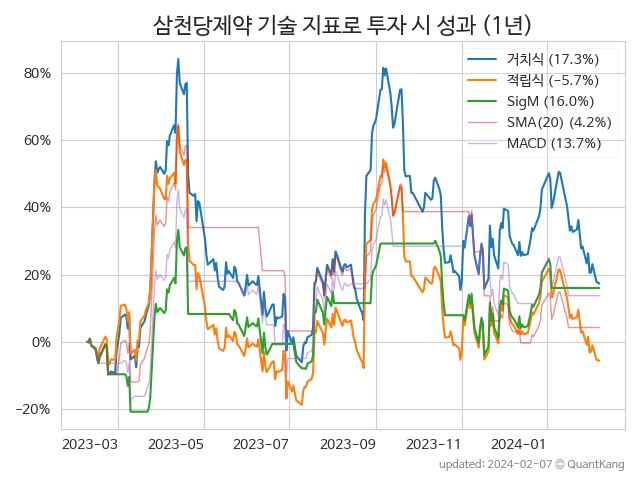 삼천당제약 기술 지표로 투자 시 성과 (1년)
거치식 (17.3%)
적립식 (−5.7%)
SigM (16.0%)
SMA(20) (4.2%)
MACD (13.7%)
80%
60%
40%
20%
0%
−20%
2023-03 2023-05 2023-07 2023-09 2023-11 2024-01
updated: 2024-02-07 © QuantKang